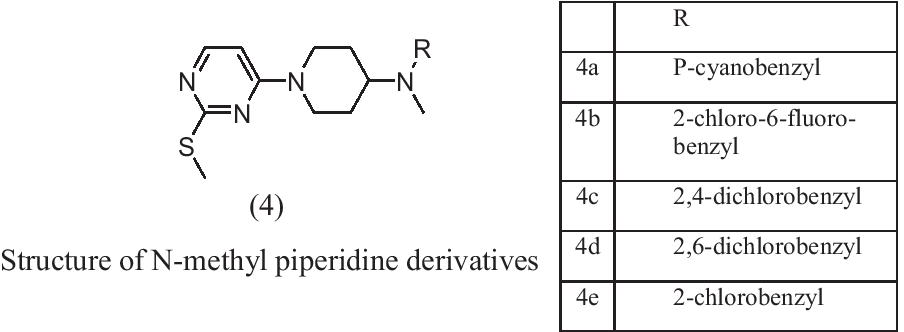 R
N
N
N
N
S
(4)
Structure of N-methyl piperidine derivatives
R
4a P-cyanobenzyl
4b 2-chloro-6-fluoro-
benzyl
4c 2,4-dichlorobenzyl
4d 2,6-dichlorobenzyl
4e 2-chlorobenzyl